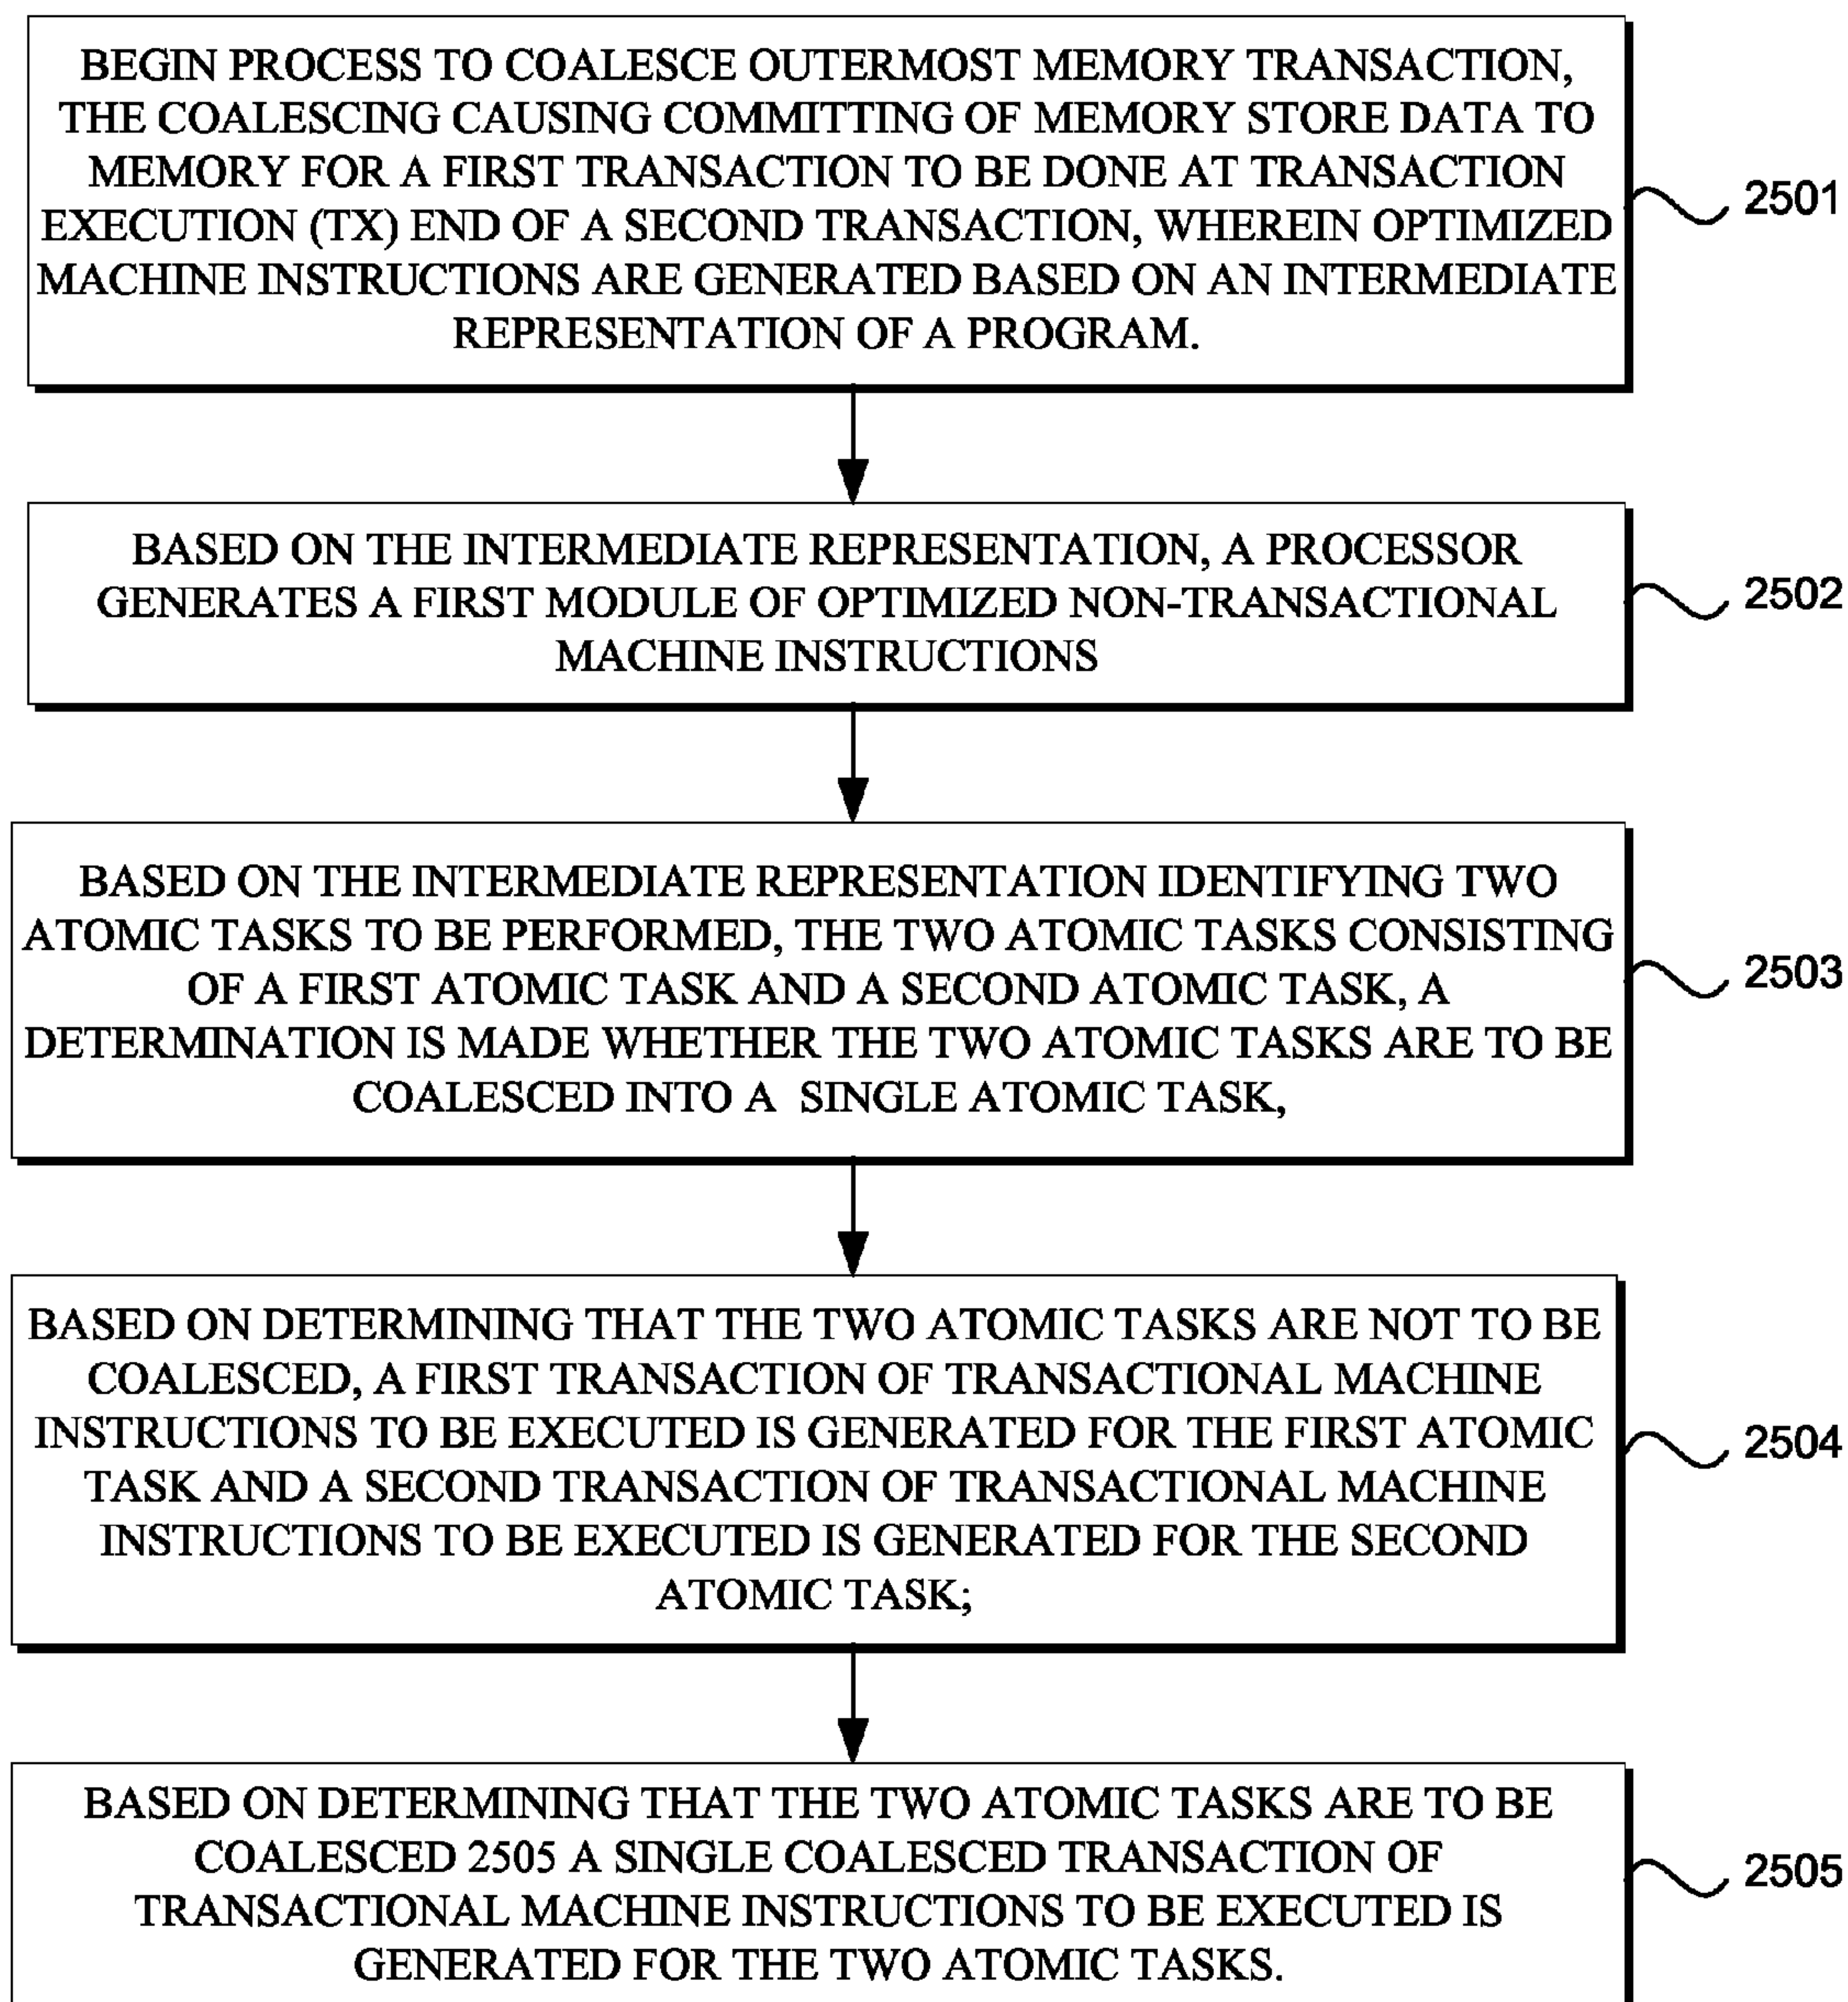 BEGIN PROCESS TO COALESCE OUTERMOST MEMORY TRANSACTION,
THE COALESCING CAUSING COMMITTING OF MEMORY STORE DATA TO
MEMORY FOR A FIRST TRANSACTION TO BE DONE AT TRANSACTION
EXECUTION (TX) END OF A SECOND TRANSACTION, WHEREIN OPTIMIZED
MACHINE INSTRUCTIONS ARE GENERATED BASED ON AN INTERMEDIATE
REPRESENTATION OF A PROGRAM.
2501
BASED ON THE INTERMEDIATE REPRESENTATION, A PROCESSOR
GENERATES A FIRST MODULE OF OPTIMIZED NON-TRANSACTIONAL
MACHINE INSTRUCTIONS
2502
BASED ON THE INTERMEDIATE REPRESENTATION IDENTIFYING TWO
ATOMIC TASKS TO BE PERFORMED, THE TWO ATOMIC TASKS CONSISTING
OF A FIRST ATOMIC TASK AND A SECOND ATOMIC TASK, A
DETERMINATION IS MADE WHETHER THE TWO ATOMIC TASKS ARE TO BE
COALESCED INTO A SINGLE ATOMIC TASK,
2503
BASED ON DETERMINING THAT THE TWO ATOMIC TASKS ARE NOT TO BE
COALESCED, A FIRST TRANSACTION OF TRANSACTIONAL MACHINE
INSTRUCTIONS TO BE EXECUTED IS GENERATED FOR THE FIRST ATOMIC
TASK AND A SECOND TRANSACTION OF TRANSACTIONAL MACHINE
INSTRUCTIONS TO BE EXECUTED IS GENERATED FOR THE SECOND
ATOMIC TASK;
2504
BASED ON DETERMINING THAT THE TWO ATOMIC TASKS ARE TO BE
COALESCED 2505 A SINGLE COALESCED TRANSACTION OF
TRANSACTIONAL MACHINE INSTRUCTIONS TO BE EXECUTED IS
GENERATED FOR THE TWO ATOMIC TASKS.
2505